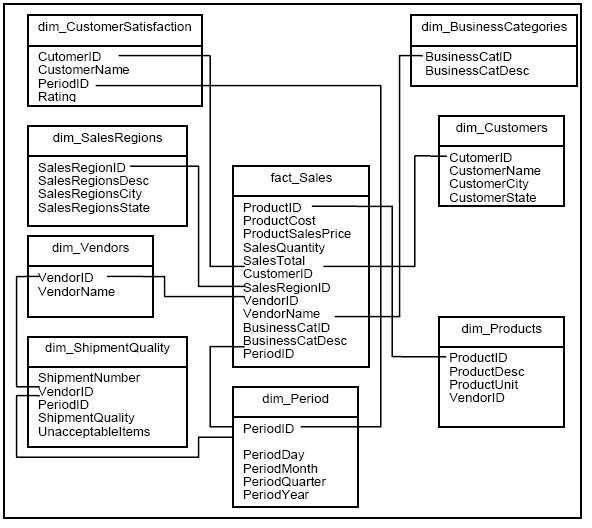 dim_CustomerSatisfaction
CutomerID
CustomerName
PeriodID
Rating
dim_BusinessCategories
BusinessCatID
BusinessCatDesc
dim_SalesRegions
SalesRegionID
SalesRegionsDesc
SalesRegionsCity
SalesRegionsState
dim_Customers
CutomerID
CustomerName
CustomerCity
CustomerState
fact_Sales
ProductID
ProductCost
ProductSalesPrice
SalesQuantity
SalesTotal
CustomerID
SalesRegionID
VendorID
VendorName
BusinessCatID
BusinessCatDesc
PeriodID
dim_Vendors
VendorID
VendorName
dim_Products
ProductID
ProductDesc
ProductUnit
VendorID
dim_ShipmentQuality
ShipmentNumber
VendorID
PeriodID
ShipmentQuality
UnacceptableItems
dim_Period
PeriodID
PeriodDay
PeriodMonth
PeriodQuarter
PeriodYear